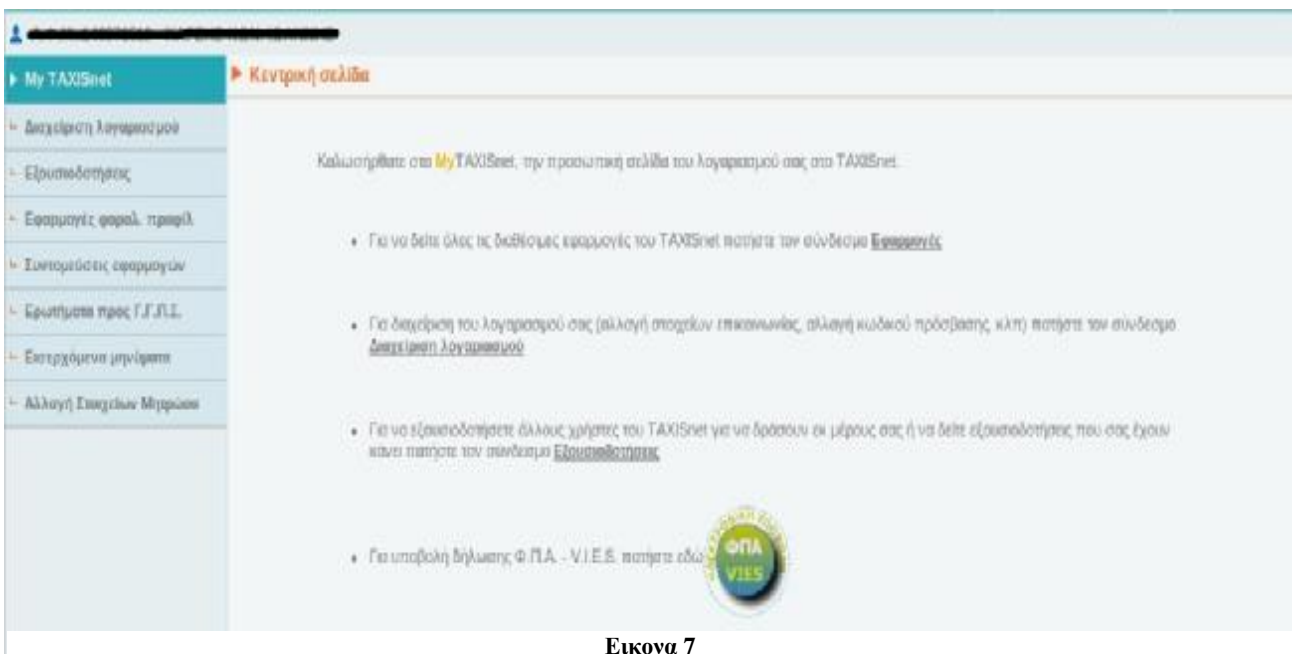 My TAXISnet
Κεντρική σελίδα
Διαχείριση λογαριασμού
Εξουσιοδοτήσεις
Εφαρμογές φορολ. προφίλ
Συντομεύσεις εφαρμογών
Ερωτήματα προς Γ.Γ.Π.Σ.
Εισερχόμενα μηνύματα
Αλλαγή Στοιχείων Μητρώου
Καλωσήρθατε στο MyTAXISnet, την προσωπική σελίδα του λογαριασμού σας στο TAXISnet.
Για να δείτε όλες τις διαθέσιμες εφαρμογές του TAXISnet πατήστε τον σύνδεσμο Εφαρμογές
Για διαχείριση του λογαριασμού σας (αλλαγή στοιχείων επικοινωνίας, αλλαγή κωδικού πρόσβασης, κλπ) πατήστε τον σύνδεσμο
Διαχείριση λογαριασμού
Για να εξουσιοδοτήσετε άλλους χρήστες του TAXISnet για να δράσουν εκ μέρους σας ή να δείτε εξουσιοδοτήσεις που σας έχουν
κάνει πατήστε τον σύνδεσμο Εξουσιοδοτήσεις
Για υποβολή δήλωσης Φ.Π.Α. - V.I.E.S. πατήστε εδώ
ΦΠΑ
VIES
Εικονα 7